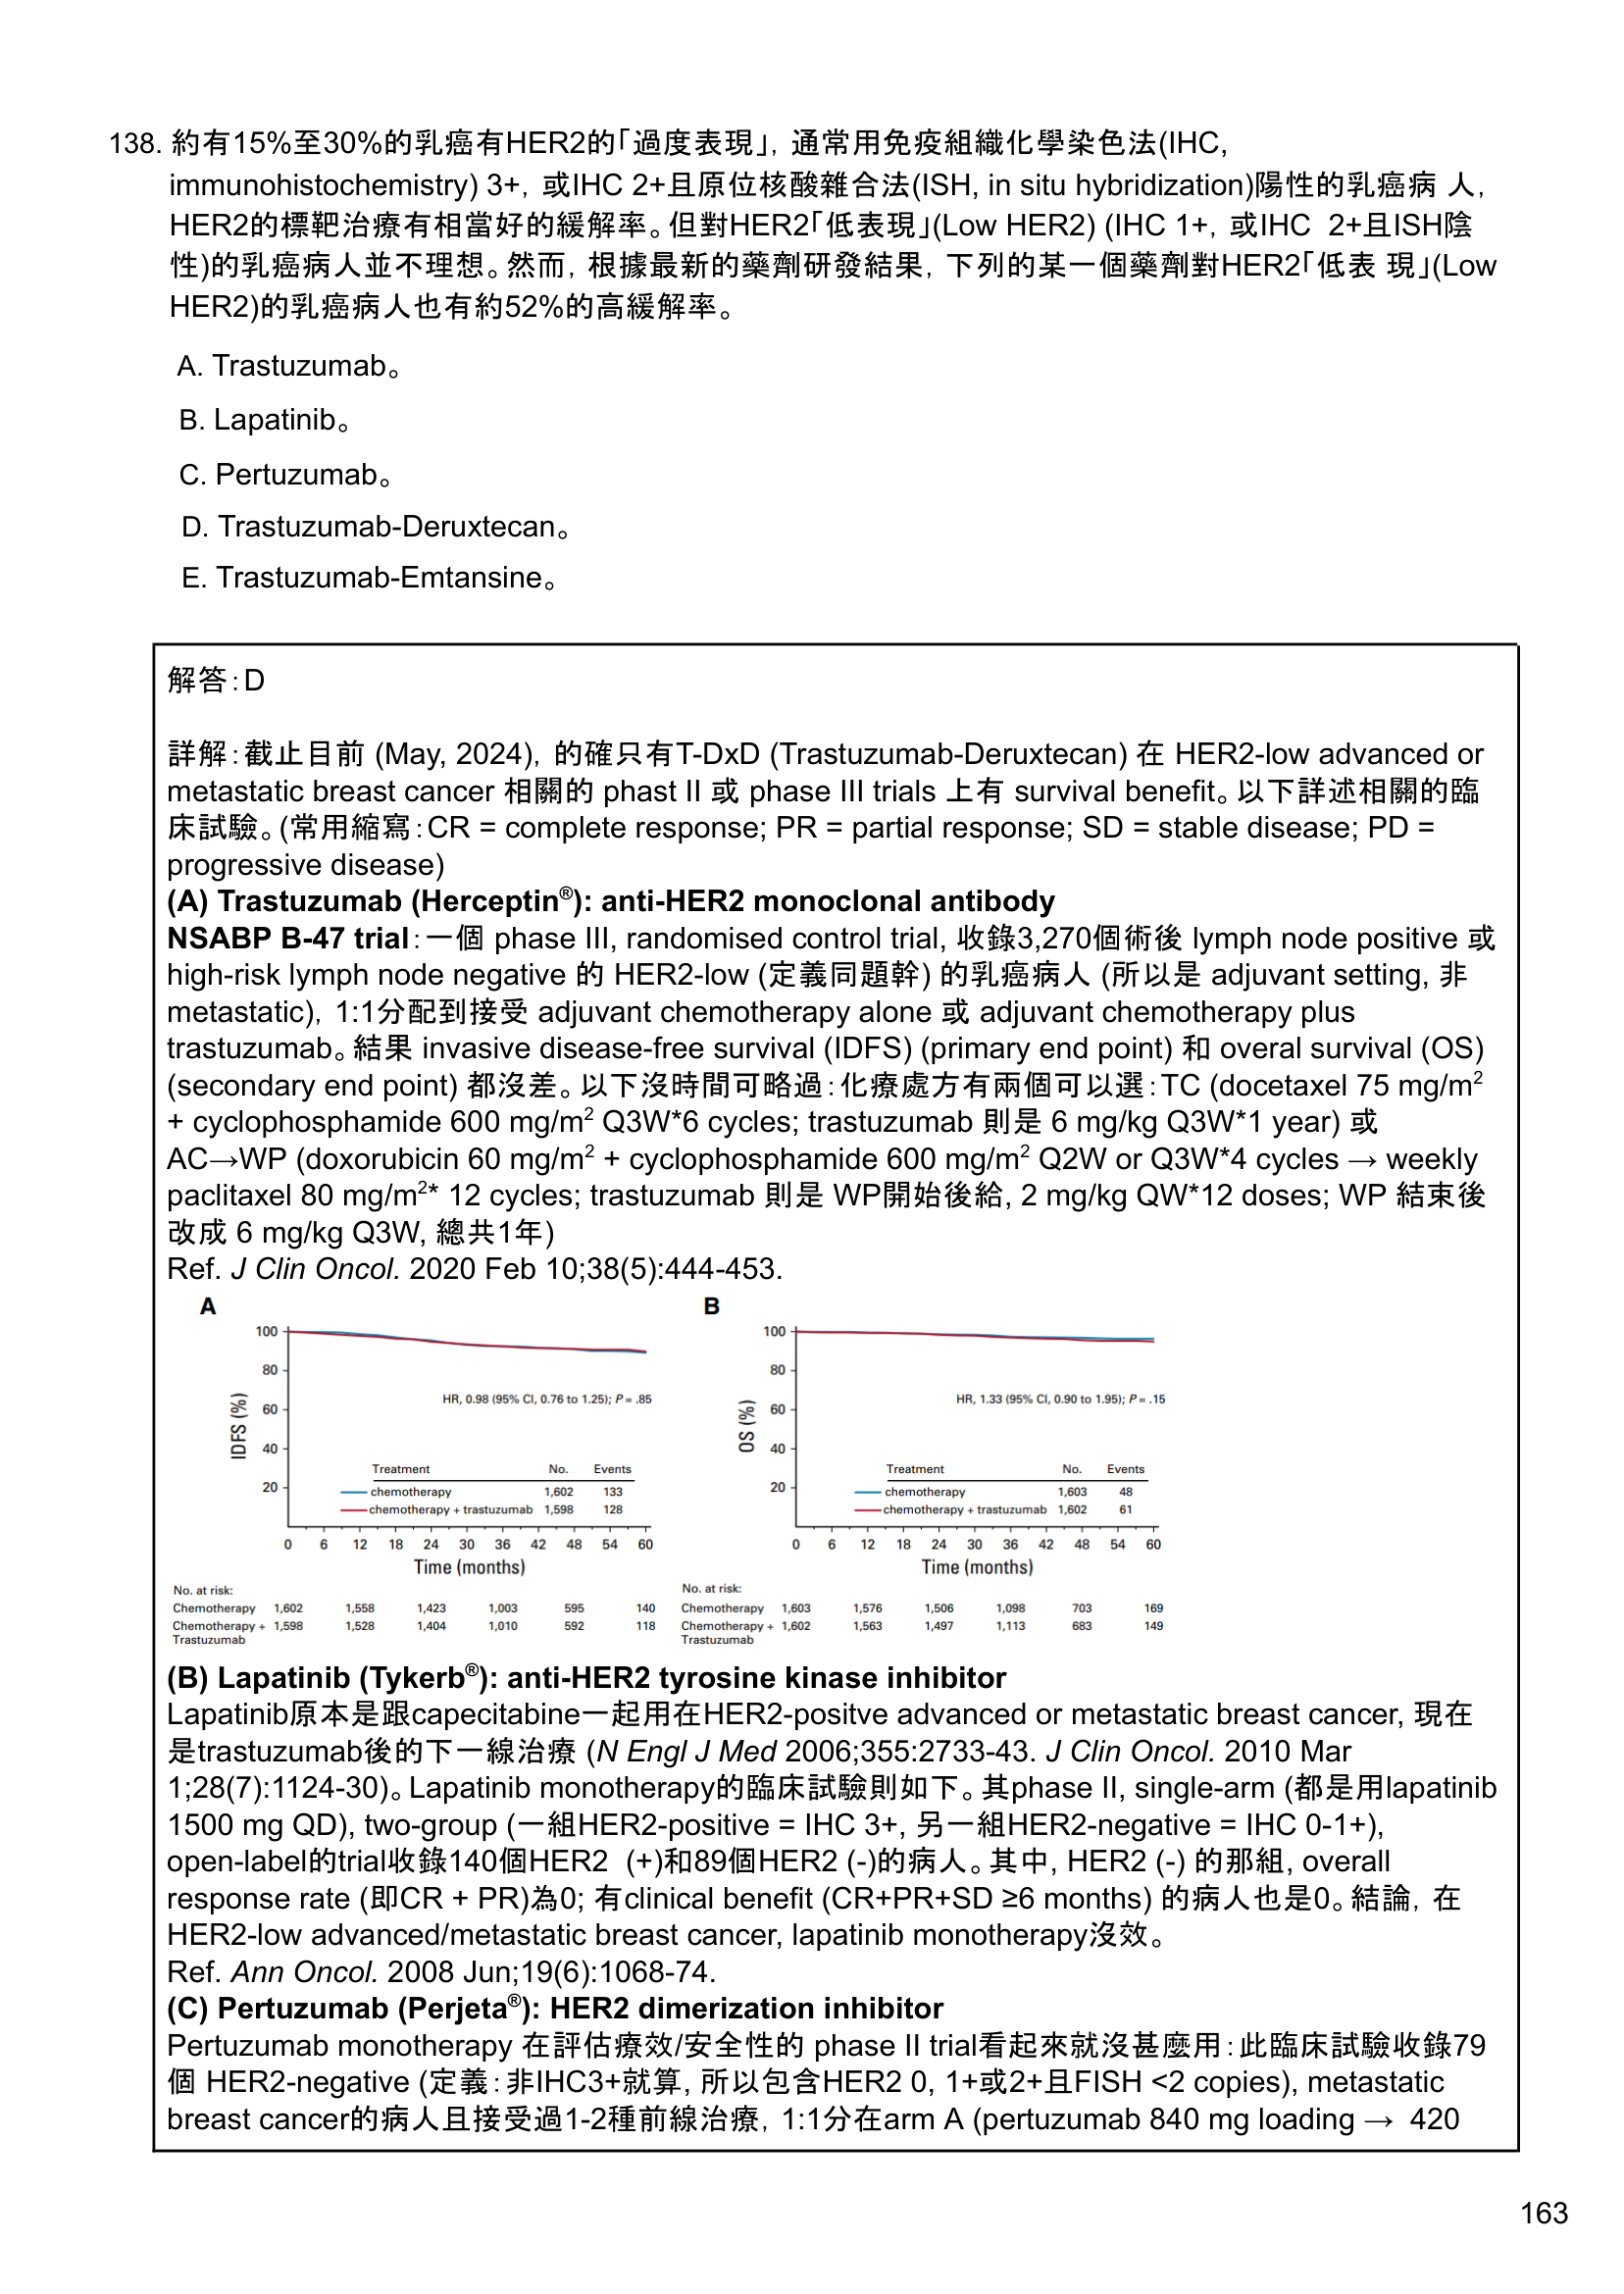 138. 約有15%至30%的乳癌有HER2的「過度表現」，通常用免疫組織化學染色法(IHC,
immunohistochemistry) 3+，或IHC 2+且原位核酸雜合法(ISH, in situ hybridization)陽性的乳癌病 人，
HER2的標靶治療有相當好的緩解率。但對HER2「低表現」(Low HER2) (IHC 1+，或IHC 2+且ISH陰
性)的乳癌病人並不理想。然而，根據最新的藥劑研發結果，下列的某一個藥劑對HER2「低表 現」(Low
HER2)的乳癌病人也有約52%的高緩解率。
A. Trastuzumab。
B. Lapatinib。
C. Pertuzumab。
D. Trastuzumab-Deruxtecan。
E. Trastuzumab-Emtansine。
解答：D
詳解：截止目前 (May, 2024)，的確只有T-DxD (Trastuzumab-Deruxtecan) 在 HER2-low advanced or
metastatic breast cancer 相關的 phast II 或 phase III trials 上有 survival benefit。以下詳述相關的臨
床試驗。(常用縮寫：CR = complete response; PR = partial response; SD = stable disease; PD =
progressive disease)
(A) Trastuzumab (Herceptin®): anti-HER2 monoclonal antibody
NSABP B-47 trial：一個 phase III, randomised control trial, 收錄3,270個術後 lymph node positive 或
high-risk lymph node negative 的 HER2-low (定義同題幹) 的乳癌病人 (所以是 adjuvant setting, 非
metastatic)，1:1分配到接受 adjuvant chemotherapy alone 或 adjuvant chemotherapy plus
trastuzumab。結果 invasive disease-free survival (IDFS) (primary end point) 和 overal survival (OS)
(secondary end point) 都沒差。以下沒時間可略過：化療處方有兩個可以選：TC (docetaxel 75 mg/m²
+ cyclophosphamide 600 mg/m² Q3W*6 cycles; trastuzumab 則是 6 mg/kg Q3W*1 year) 或
AC→WP (doxorubicin 60 mg/m² + cyclophosphamide 600 mg/m² Q2W or Q3W*4 cycles → weekly
paclitaxel 80 mg/m²* 12 cycles; trastuzumab 則是 WP開始後給, 2 mg/kg QW*12 doses; WP 結束後
改成 6 mg/kg Q3W, 總共1年)
Ref. J Clin Oncol. 2020 Feb 10;38(5):444-453.
A
100
80
60
40
20
IDFS (%)
HR, 0.98 (95% CI, 0.76 to 1.25); P = .85
Treatment No. Events
chemotherapy 1,602 133
chemotherapy + trastuzumab 1,598 128
0 6 12 18 24 30 36 42 48 54 60
Time (months)
No. at risk:
Chemotherapy 1,602 1,558 1,423 1,003 595 140
Chemotherapy + 1,598 1,528 1,404 1,010 592 118
Trastuzumab
B
100
80
60
40
20
OS (%)
HR, 1.33 (95% CI, 0.90 to 1.95); P = .15
Treatment No. Events
chemotherapy 1,603 48
chemotherapy + trastuzumab 1,602 61
0 6 12 18 24 30 36 42 48 54 60
Time (months)
No. at risk:
Chemotherapy 1,603 1,576 1,506 1,098 703 169
Chemotherapy + 1,602 1,563 1,497 1,113 683 149
Trastuzumab
(B) Lapatinib (Tykerb®): anti-HER2 tyrosine kinase inhibitor
Lapatinib原本是跟capecitabine一起用在HER2-positve advanced or metastatic breast cancer, 現在
是trastuzumab後的下一線治療 (N Engl J Med 2006;355:2733-43. J Clin Oncol. 2010 Mar
1;28(7):1124-30)。Lapatinib monotherapy的臨床試驗則如下。其phase II, single-arm (都是用lapatinib
1500 mg QD), two-group (一組HER2-positive = IHC 3+, 另一組HER2-negative = IHC 0-1+),
open-label的trial收錄140個HER2 (+)和89個HER2 (-)的病人。其中, HER2 (-) 的那組, overall
response rate (即CR + PR)為0; 有clinical benefit (CR+PR+SD ≥6 months) 的病人也是0。結論，在
HER2-low advanced/metastatic breast cancer, lapatinib monotherapy沒效。
Ref. Ann Oncol. 2008 Jun;19(6):1068-74.
(C) Pertuzumab (Perjeta®): HER2 dimerization inhibitor
Pertuzumab monotherapy 在評估療效/安全性的 phase II trial看起來就沒甚麼用：此臨床試驗收錄79
個 HER2-negative (定義：非IHC3+就算, 所以包含HER2 0, 1+或2+且FISH <2 copies), metastatic
breast cancer的病人且接受過1-2種前線治療，1:1分在arm A (pertuzumab 840 mg loading → 420
163